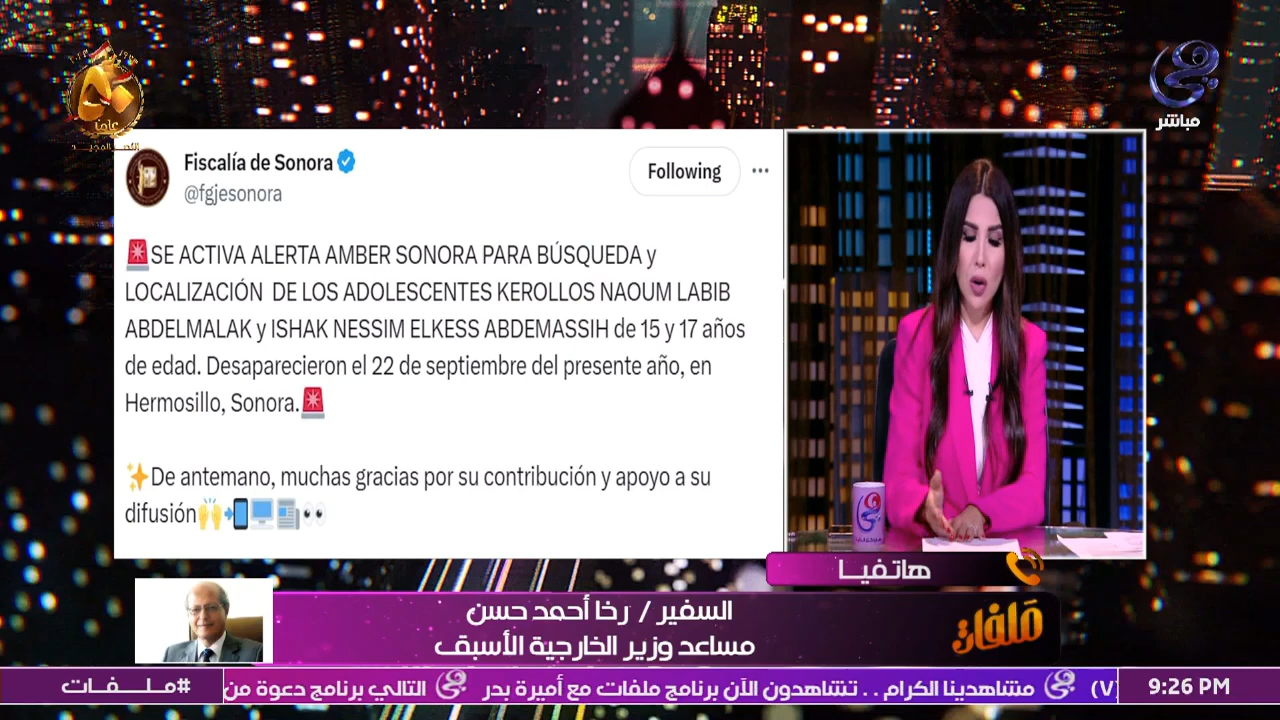 عاما
مباشر
Fiscalía de Sonora
@fgjesonora
Following
SE ACTIVA ALERTA AMBER SONORA PARA BÚSQUEDA y
LOCALIZACIÓN DE LOS ADOLESCENTES KEROLLOS NAOUM LABIB
ABDELMALAK y ISHAK NESSIM ELKESS ABDEMASSIH de 15 y 17 años
de edad. Desaparecieron el 22 de septiembre del presente año, en
Hermosillo, Sonora.
De antemano, muchas gracias por su contribución y apoyo a su
difusión
هاتفيا
السفير / رخا أحمد حسن
مساعد وزير الخارجية الأسبق
ملفات
#ملفات
(V) مشاهدينا الكرام . . تشاهدون الآن برنامج ملفات مع أميرة بدر التالي برنامج دعوة من
9:26 PM